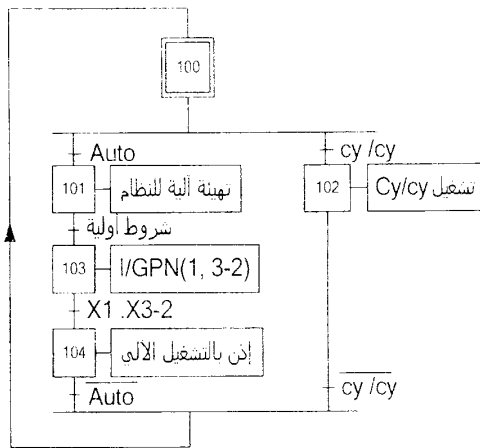 100
Auto
cy /cy
101
تهيئة آلية للنظام
102
تشغيل Cy/cy
شروط أولية
103
I/GPN(1, 3-2)
X1 .X3-2
104
إذن بالتشغيل الآلي
Auto
cy /cy